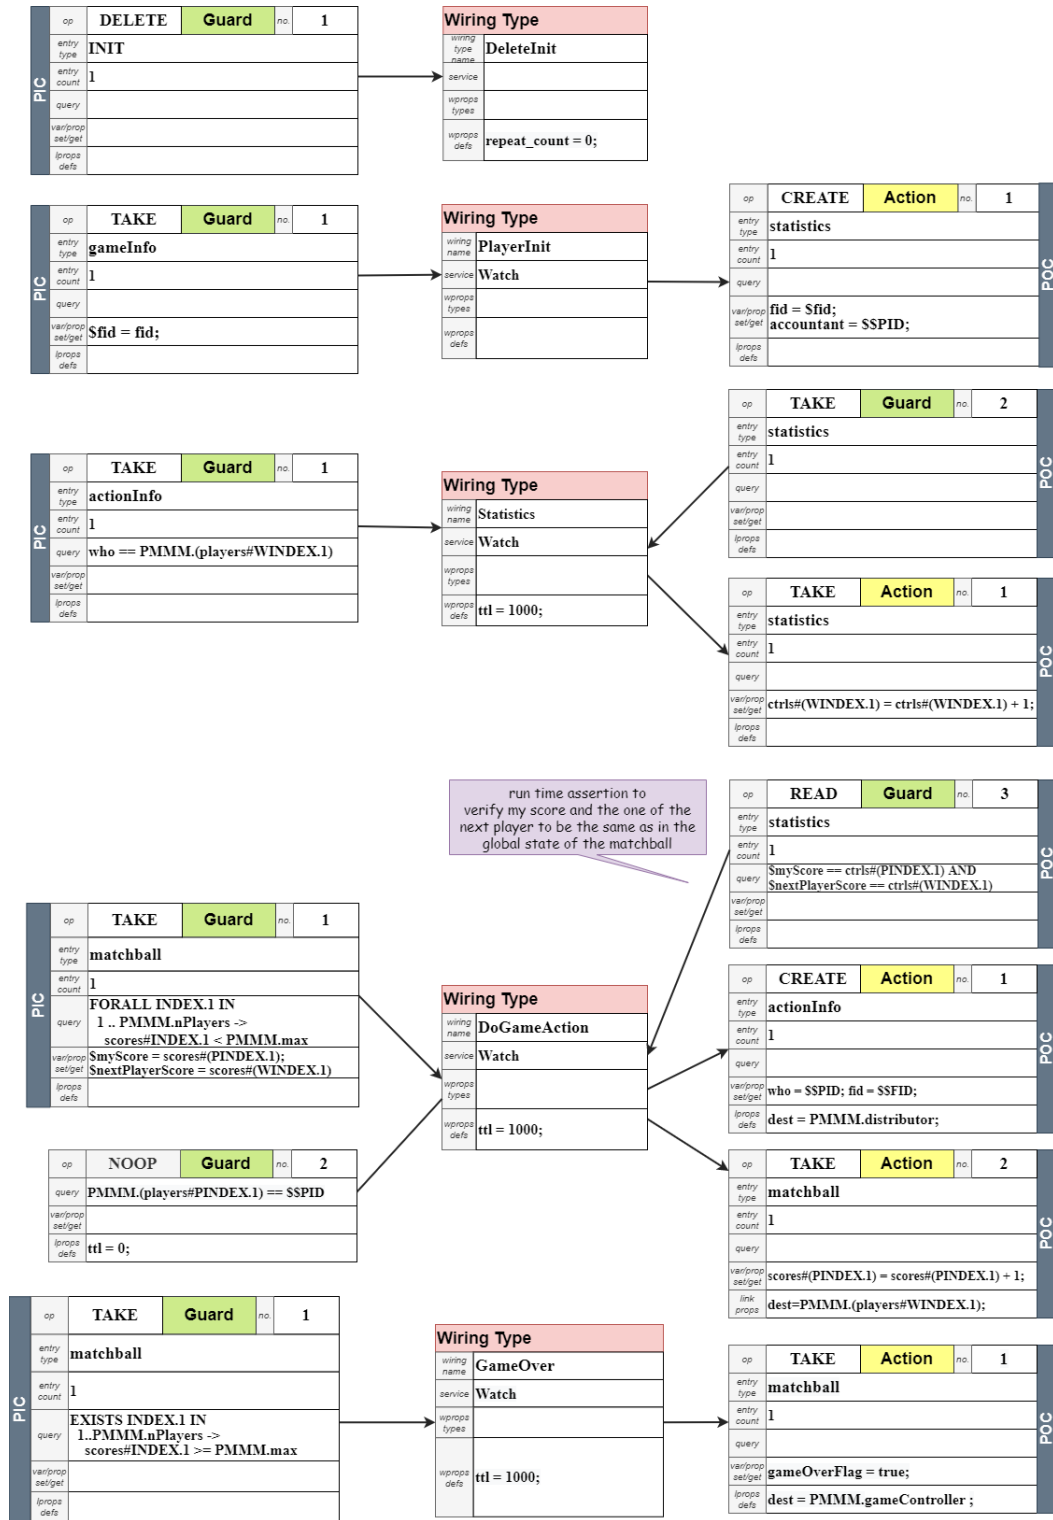 PIC
op DELETE Guard no. 1
entry type INIT
entry count 1
query
var/prop set/get
lprops defs
Wiring Type
wiring type name DeleteInit
service
wprops types
wprops defs repeat_count = 0;
PIC
op TAKE Guard no. 1
entry type gameInfo
entry count 1
query
var/prop set/get $fid = fid;
lprops defs
Wiring Type
wiring name PlayerInit
service Watch
wprops types
wprops defs
POC
op CREATE Action no. 1
entry type statistics
entry count 1
query
var/prop set/get fid = $fid;
accountant = $$PID;
lprops defs
POC
op TAKE Guard no. 2
entry type statistics
entry count 1
query
var/prop set/get
lprops defs
PIC
op TAKE Guard no. 1
entry type actionInfo
entry count 1
query who == PMMM.(players#WINDEX.1)
var/prop set/get
lprops defs
Wiring Type
wiring name Statistics
service Watch
wprops types
wprops defs ttl = 1000;
POC
op TAKE Action no. 1
entry type statistics
entry count 1
query
var/prop set/get ctrls#(WINDEX.1) = ctrls#(WINDEX.1) + 1;
lprops defs
run time assertion to
verify my score and the one of the
next player to be the same as in the
global state of the matchball
POC
op READ Guard no. 3
entry type statistics
entry count 1
query $myScore == ctrls#(PINDEX.1) AND
$nextPlayerScore == ctrls#(WINDEX.1)
var/prop set/get
lprops defs
PIC
op TAKE Guard no. 1
entry type matchball
entry count 1
query FORALL INDEX.1 IN
1 .. PMMM.nPlayers ->
scores#INDEX.1 < PMMM.max
var/prop set/get $myScore = scores#(PINDEX.1);
$nextPlayerScore = scores#(WINDEX.1)
lprops defs
Wiring Type
wiring name DoGameAction
service Watch
wprops types
wprops defs ttl = 1000;
POC
op CREATE Action no. 1
entry type actionInfo
entry count 1
query
var/prop set/get who = $$PID; fid = $$FID;
lprops defs dest = PMMM.distributor;
op NOOP Guard no. 2
query PMMM.(players#PINDEX.1) == $$PID
var/prop set/get
lprops defs ttl = 0;
POC
op TAKE Action no. 2
entry type matchball
entry count 1
query
var/prop set/get scores#(PINDEX.1) = scores#(PINDEX.1) + 1;
link props dest=PMMM.(players#WINDEX.1);
PIC
op TAKE Guard no. 1
entry type matchball
entry count 1
query EXISTS INDEX.1 IN
1..PMMM.nPlayers ->
scores#INDEX.1 >= PMMM.max
var/prop set/get
lprops defs
Wiring Type
wiring name GameOver
service Watch
wprops types
wprops defs ttl = 1000;
POC
op TAKE Action no. 1
entry type matchball
entry count 1
query
var/prop set/get gameOverFlag = true;
lprops defs dest = PMMM.gameController ;